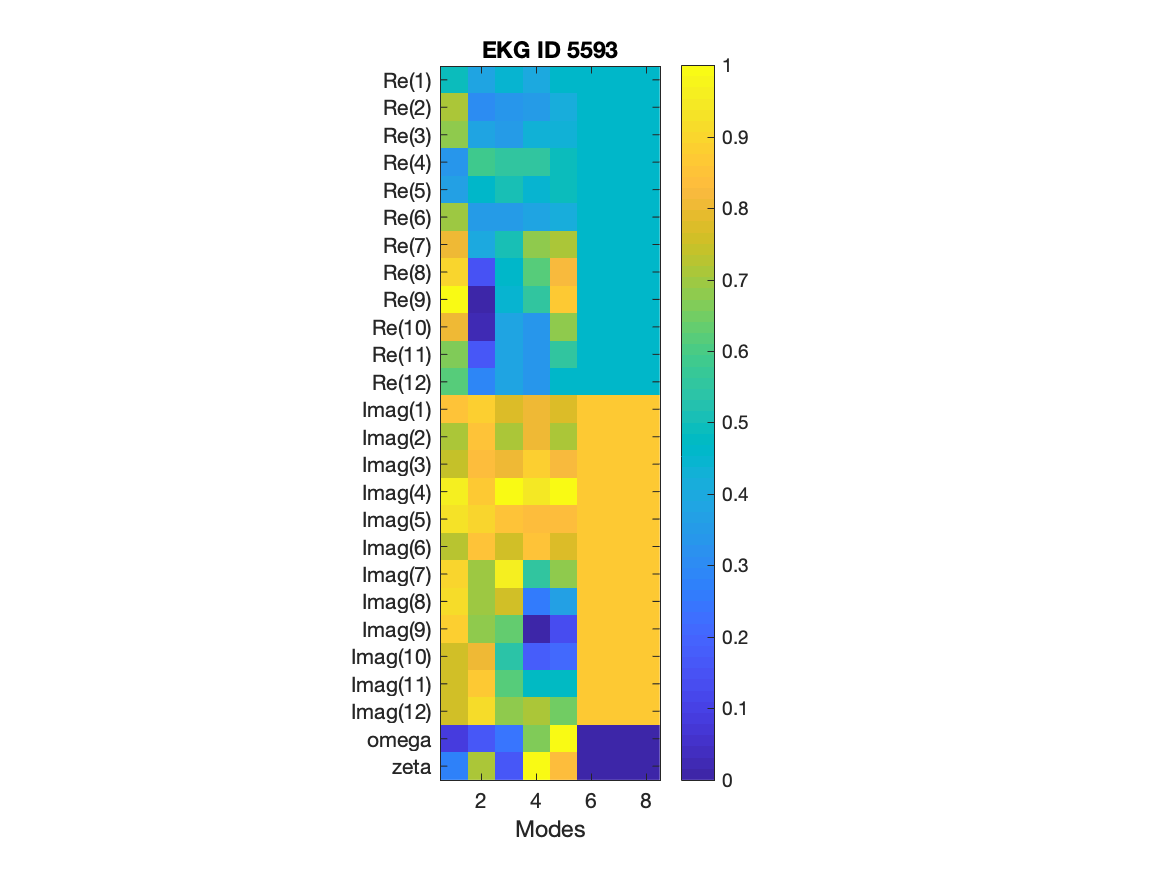 EKG ID 5593
Re(1)
Re(2)
Re(3)
Re(4)
Re(5)
Re(6)
Re(7)
Re(8)
Re(9)
Re(10)
Re(11)
Re(12)
Imag(1)
Imag(2)
Imag(3)
Imag(4)
Imag(5)
Imag(6)
Imag(7)
Imag(8)
Imag(9)
Imag(10)
Imag(11)
Imag(12)
omega
zeta
2 4 6 8
Modes
1
0.9
0.8
0.7
0.6
0.5
0.4
0.3
0.2
0.1
0